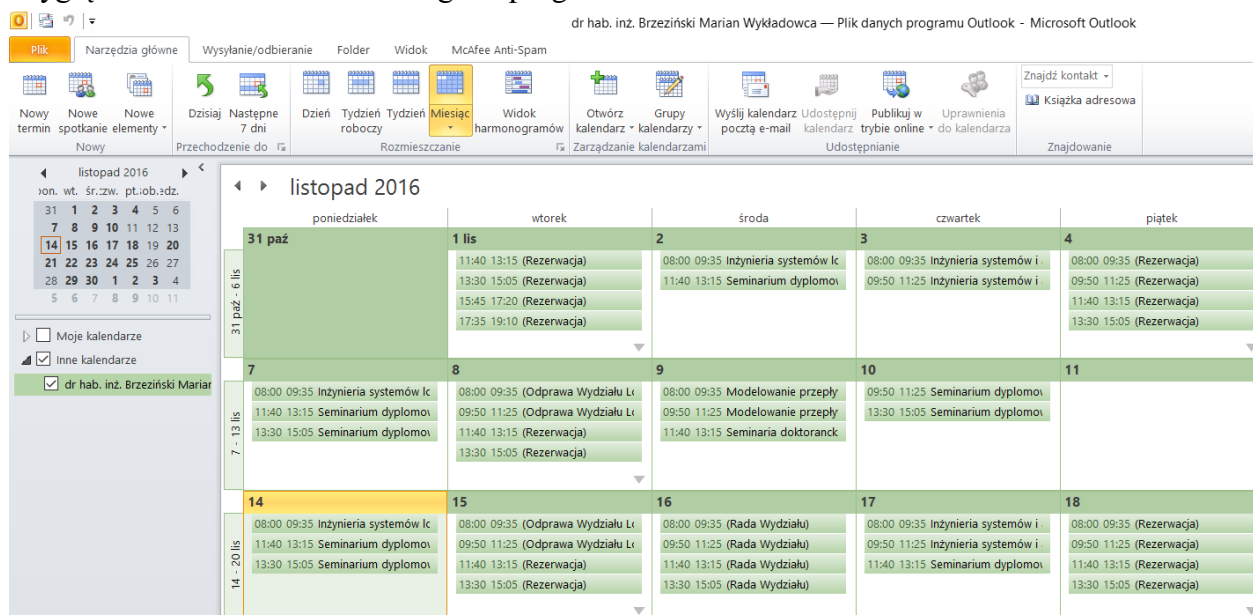 dr hab. inż. Brzeziński Marian Wykładowca — Plik danych programu Outlook - Microsoft Outlook
Plik Narzędzia główne Wysyłanie/odbieranie Folder Widok McAfee Anti-Spam
Nowy termin
Nowe spotkanie
Nowe elementy
Dzisiaj
Następne 7 dni
Dzień
Tydzień roboczy
Tydzień
Miesiąc
Widok harmonogramów
Otwórz kalendarz
Grupy kalendarzy
Wyślij kalendarz pocztą e-mail
Udostępnij kalendarz
Publikuj w trybie online
Uprawnienia do kalendarza
Znajdź kontakt
Książka adresowa
Nowy Przechodzenie do Rozmieszczanie Zarządzanie kalendarzami Udostępnianie Znajdowanie
listopad 2016
wt. śr. pt.
31 1 2 3 4 5 6
7 8 9 10 11 12 13
14 15 16 17 18 19 20
21 22 23 24 25 26 27
28 29 30 1 2 3 4
5 6 7 8 9 10 11
Moje kalendarze
Inne kalendarze
dr hab. inż. Brzeziński Marian
listopad 2016
poniedziałek wtorek środa czwartek piątek
31 paź - 6 lis
31 paź
1 lis
11:40 13:15 (Rezerwacja)
13:30 15:05 (Rezerwacja)
15:45 17:20 (Rezerwacja)
17:35 19:10 (Rezerwacja)
2
08:00 09:35 Inżynieria systemów lo
11:40 13:15 Seminarium dyplomov
3
08:00 09:35 Inżynieria systemów i
09:50 11:25 Inżynieria systemów i
4
08:00 09:35 (Rezerwacja)
09:50 11:25 (Rezerwacja)
11:40 13:15 (Rezerwacja)
13:30 15:05 (Rezerwacja)
7 - 13 lis
7
08:00 09:35 Inżynieria systemów lo
11:40 13:15 Seminarium dyplomov
13:30 15:05 Seminarium dyplomov
8
08:00 09:35 (Odprawa Wydziału Lo
09:50 11:25 (Odprawa Wydziału Lo
11:40 13:15 (Rezerwacja)
13:30 15:05 (Rezerwacja)
9
08:00 09:35 Modelowanie przepły
09:50 11:25 Modelowanie przepły
11:40 13:15 Seminaria doktoranck
10
09:50 11:25 Seminarium dyplomov
13:30 15:05 Seminarium dyplomov
11
14 - 20 lis
14
08:00 09:35 Inżynieria systemów lo
11:40 13:15 Seminarium dyplomov
13:30 15:05 Seminarium dyplomov
15
08:00 09:35 (Odprawa Wydziału Lo
09:50 11:25 (Odprawa Wydziału Lo
11:40 13:15 (Rezerwacja)
13:30 15:05 (Rezerwacja)
16
08:00 09:35 (Rada Wydziału)
09:50 11:25 (Rada Wydziału)
11:40 13:15 (Rada Wydziału)
13:30 15:05 (Rada Wydziału)
17
08:00 09:35 Inżynieria systemów i
09:50 11:25 Inżynieria systemów i
11:40 13:15 Seminarium dyplomov
18
08:00 09:35 (Rezerwacja)
09:50 11:25 (Rezerwacja)
11:40 13:15 (Rezerwacja)
13:30 15:05 (Rezerwacja)